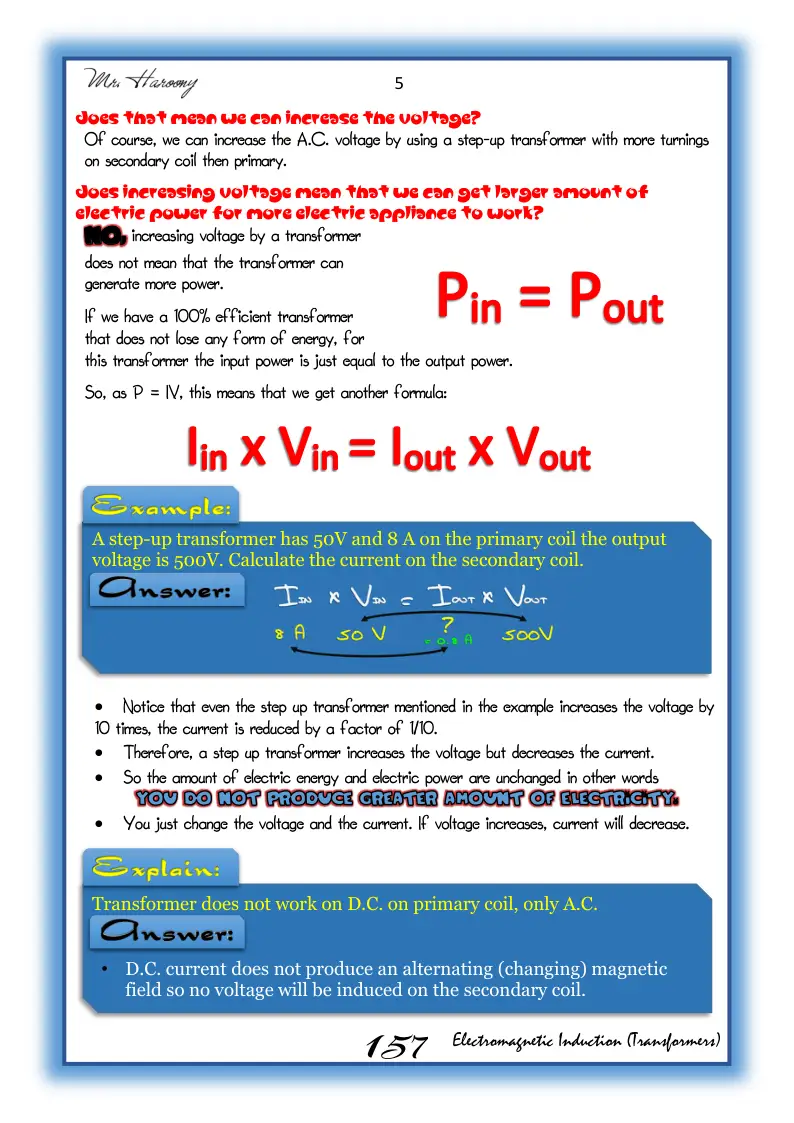 Mr. Haroony
5
Does that mean we can increase the voltage?
Of course, we can increase the A.C. voltage by using a step-up transformer with more turnings
on secondary coil then primary.
Does increasing voltage mean that we can get larger amount of
electric power for more electric appliance to work?
NO, increasing voltage by a transformer
does not mean that the transformer can
generate more power.
Pin = Pout
If we have a 100% efficient transformer
that does not lose any form of energy, for
this transformer the input power is just equal to the output power.
So, as P = IV, this means that we get another formula:
Iin x Vin = Iout x Vout
Example:
A step-up transformer has 50V and 8 A on the primary coil the output
voltage is 500V. Calculate the current on the secondary coil.
Answer:
IIN x VIN = IOUT x VOUT
8 A 50 V ? 500V
= 0.8 A
• Notice that even the step up transformer mentioned in the example increases the voltage by
10 times, the current is reduced by a factor of 1/10.
• Therefore, a step up transformer increases the voltage but decreases the current.
• So the amount of electric energy and electric power are unchanged in other words
YOU DO NOT PRODUCE GREATER AMOUNT OF ELECTRICITY.
• You just change the voltage and the current. If voltage increases, current will decrease.
Explain:
Transformer does not work on D.C. on primary coil, only A.C.
Answer:
• D.C. current does not produce an alternating (changing) magnetic
field so no voltage will be induced on the secondary coil.
157 Electromagnetic Induction (Transformers)